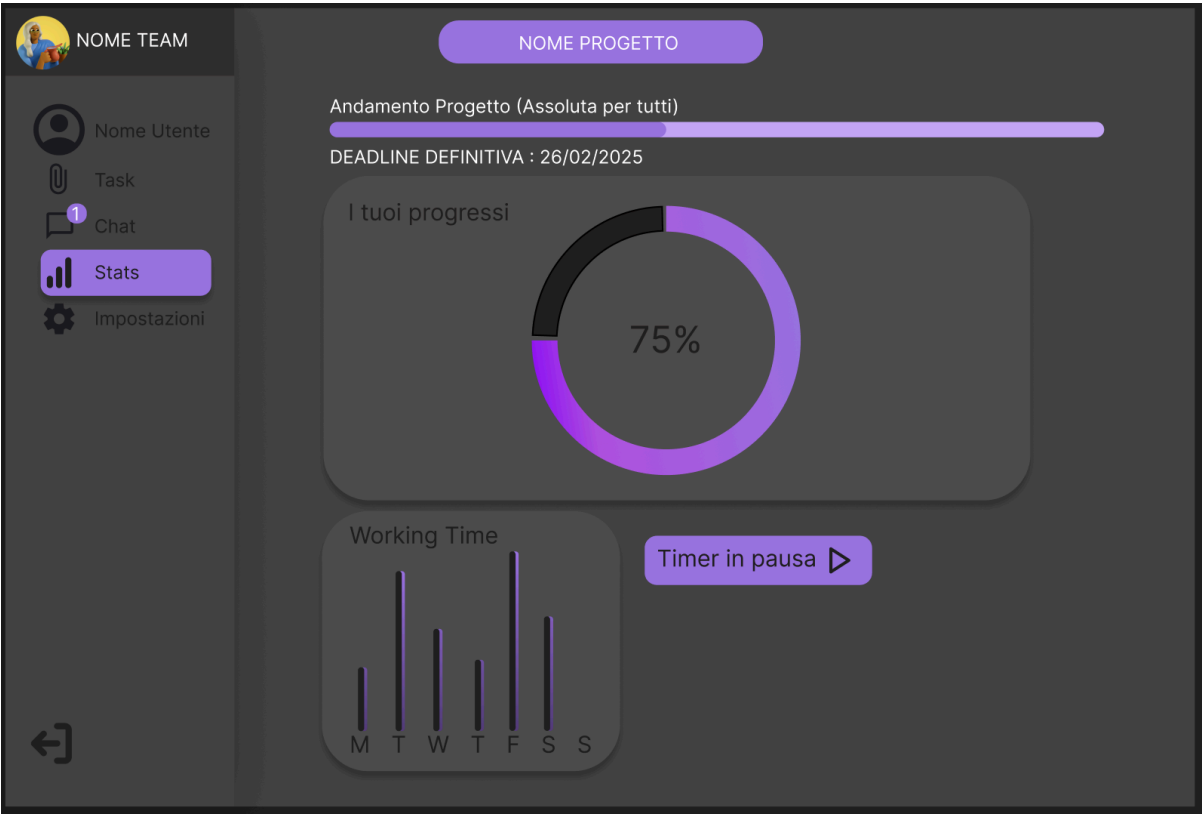 NOME TEAM
NOME PROGETTO
Nome Utente
Task
1
Chat
Stats
Impostazioni
Andamento Progetto (Assoluta per tutti)
DEADLINE DEFINITIVA : 26/02/2025
I tuoi progressi
75%
Working Time
M T W T F S S
Timer in pausa